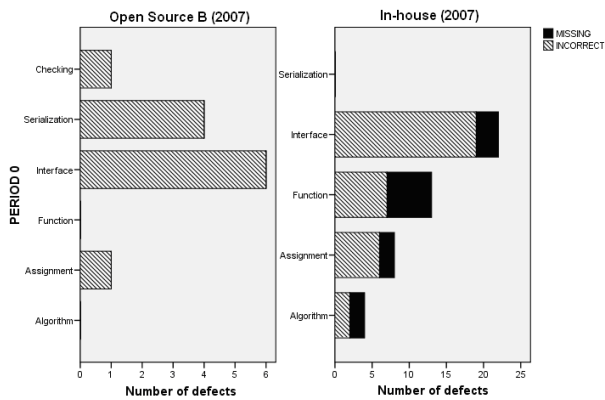 Open Source B (2007)
In-house (2007)
MISSING
INCORRECT
PERIOD 0
Checking
Serialization
Interface
Function
Assignment
Algorithm
0 1 2 3 4 5 6
Number of defects
Serialization
Interface
Function
Assignment
Algorithm
0 5 10 15 20 25
Number of defects